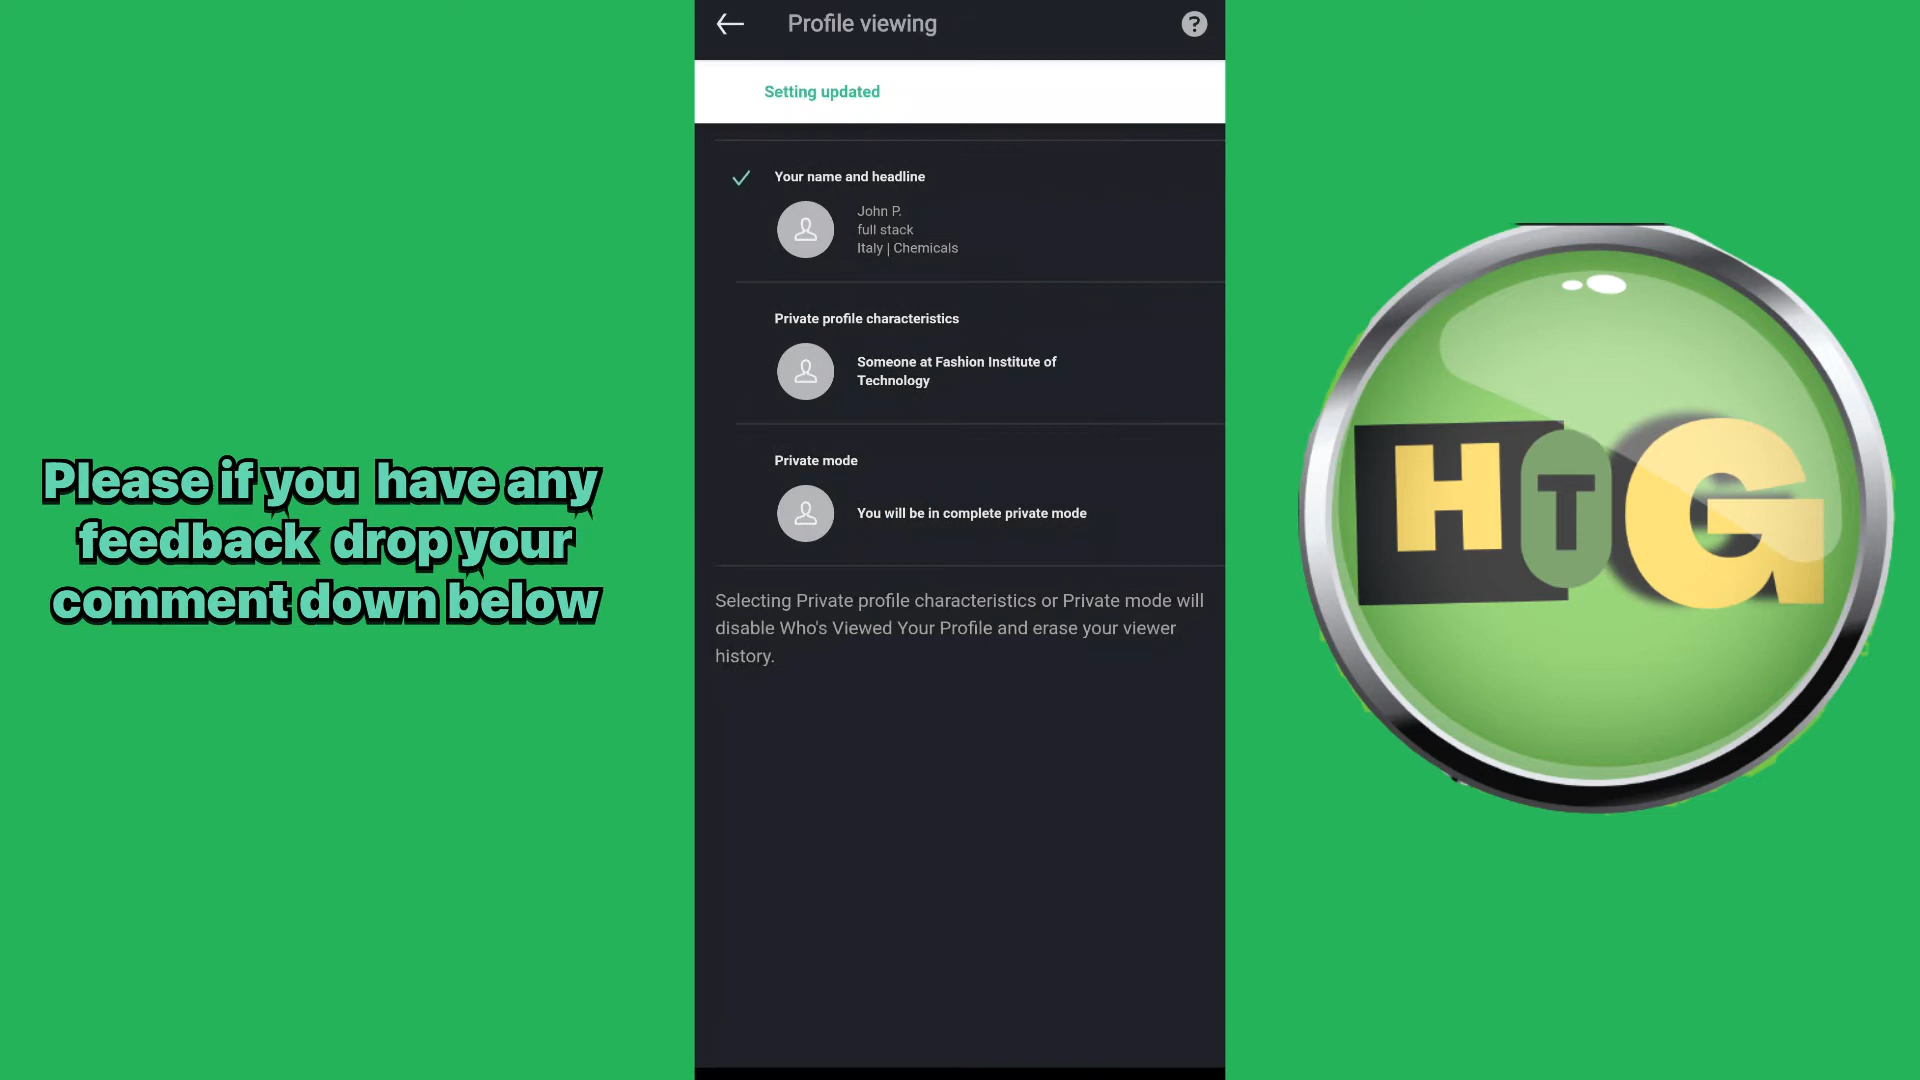 Profile viewing
?
Setting updated
Your name and headline
John P.
full stack
Italy | Chemicals
Private profile characteristics
Someone at Fashion Institute of
Technology
Private mode
You will be in complete private mode
Selecting Private profile characteristics or Private mode will
disable Who's Viewed Your Profile and erase your viewer
history.
Please if you have any
feedback drop your
comment down below
HTG